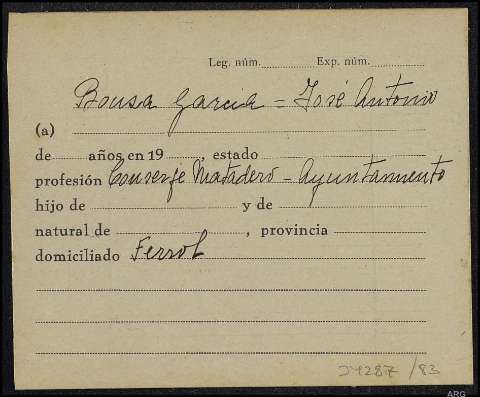 Leg. núm. Exp. núm.
Bousa Garcia = José Antonio
(a)
de años, en 19 , estado
profesión Conserje Matadero - Ayuntamiento
hijo de y de
natural de , provincia
domiciliado Ferrol
24287/83
ARG